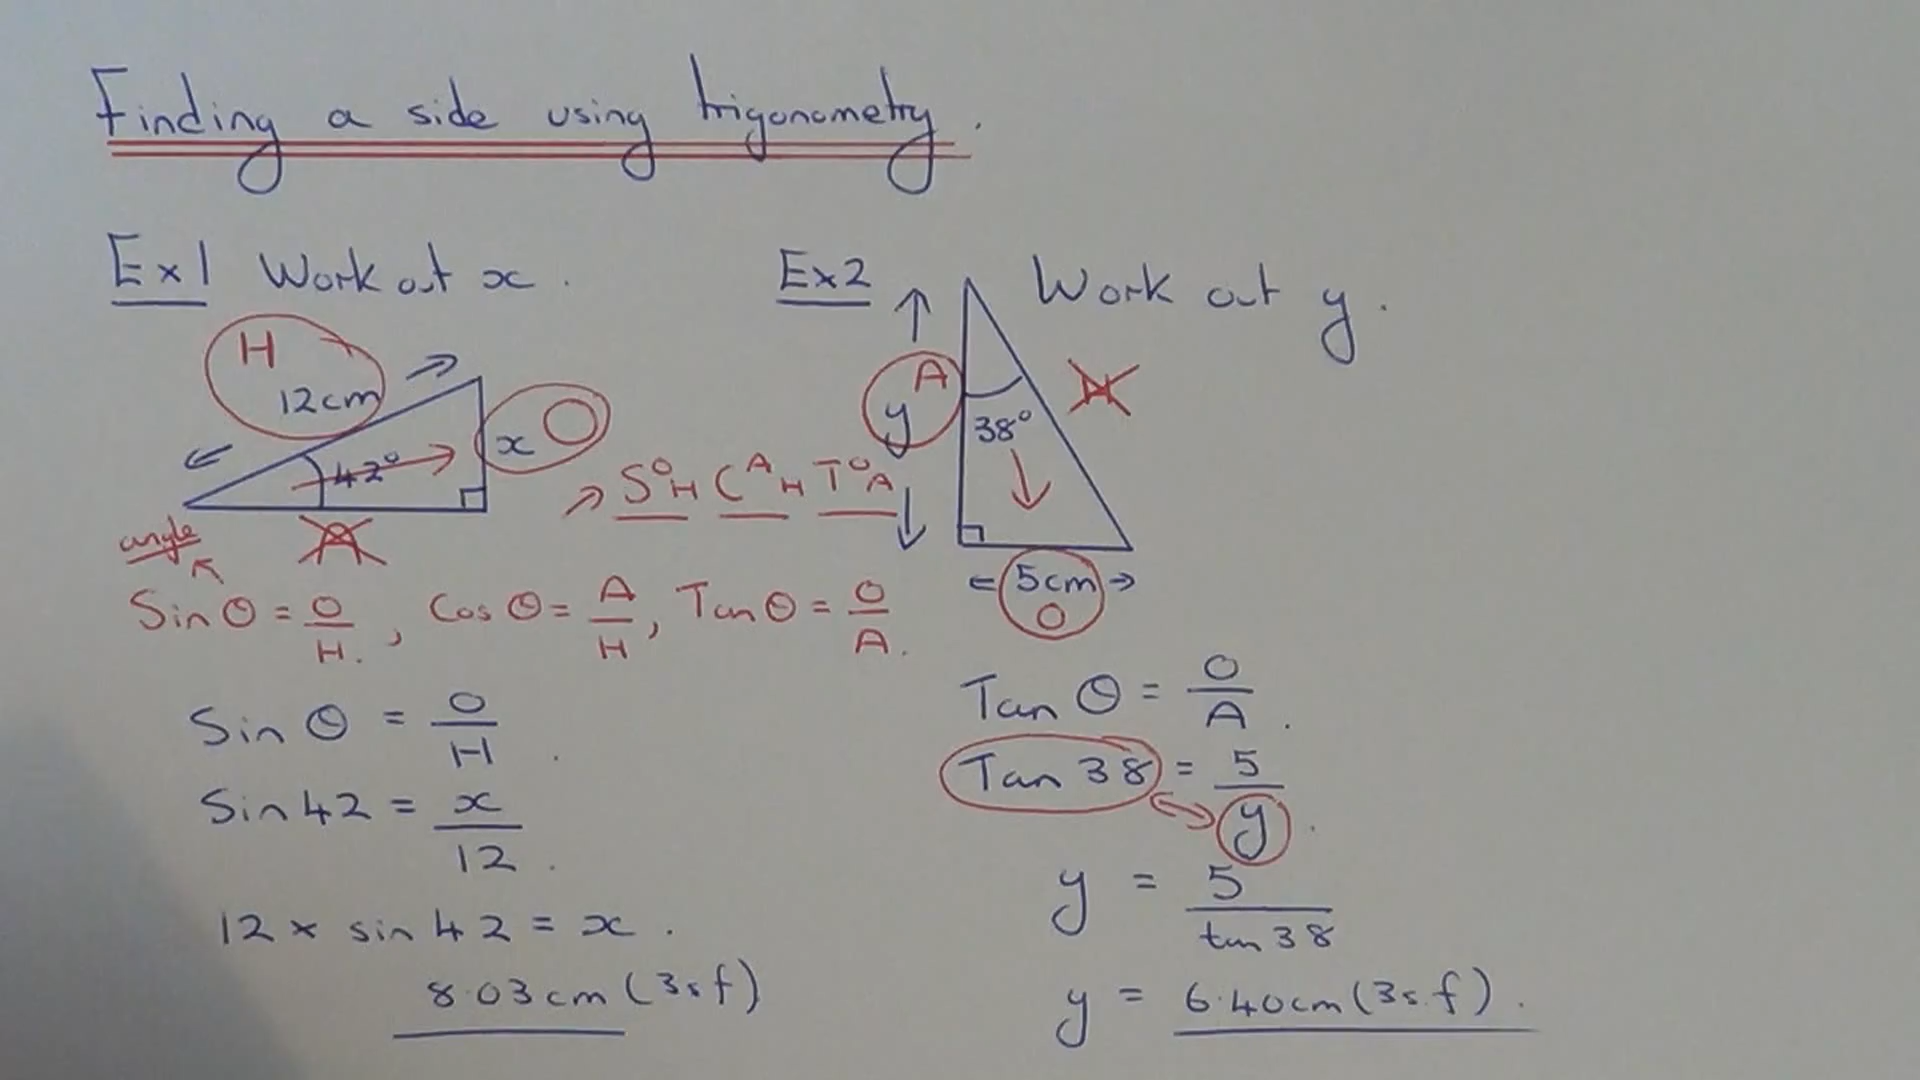 Finding a side using trigonometry.
Ex1 Work out x.
H
12cm
x O
42°
A
angle
SOH CAH TOA
Sin θ = O/H, Cos θ = A/H, Tan θ = O/A.
Sin θ = O/H.
Sin 42 = x/12.
12 × sin 42 = x.
8.03cm (3sf)
Ex2 Work out y.
A
y
H
38°
5cm
O
Tan θ = O/A.
Tan 38 = 5/y.
y = 5/tan 38
y = 6.40cm (3s.f).